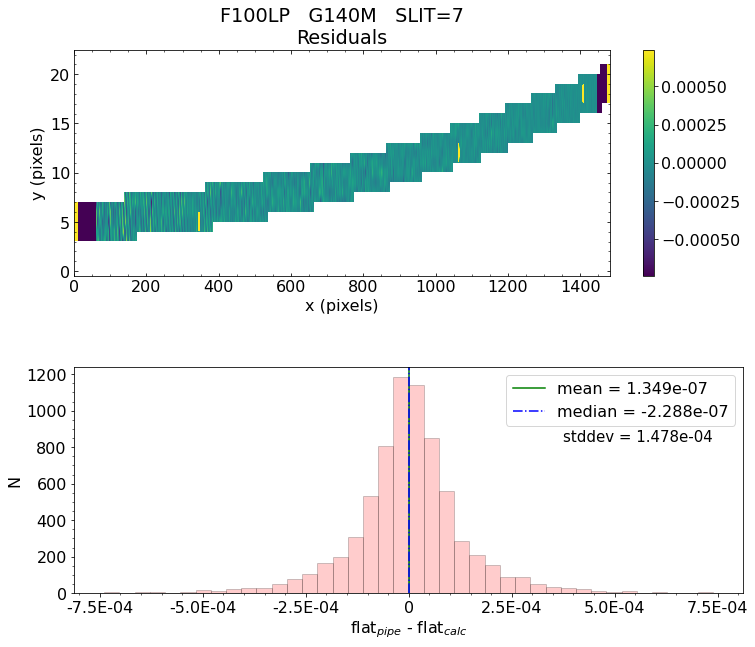 F100LP G140M SLIT=7
Residuals
20
15
10
5
0
y (pixels)
0 200 400 600 800 1000 1200 1400
x (pixels)
0.00050
0.00025
0.00000
−0.00025
−0.00050
1200
1000
800
600
400
200
0
N
mean = 1.349e-07
median = -2.288e-07
stddev = 1.478e-04
-7.5E-04 -5.0E-04 -2.5E-04 0 2.5E-04 5.0E-04 7.5E-04
flat_pipe - flat_calc